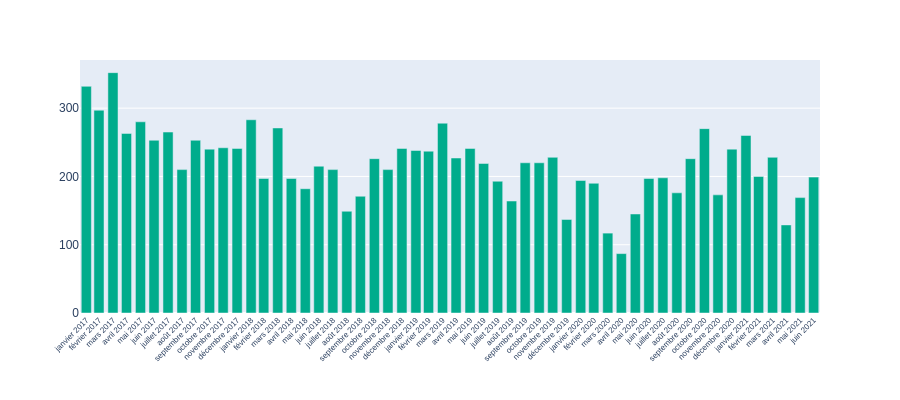 300
200
100
0
janvier 2017
février 2017
mars 2017
avril 2017
mai 2017
juin 2017
juillet 2017
août 2017
septembre 2017
octobre 2017
novembre 2017
décembre 2017
janvier 2018
février 2018
mars 2018
avril 2018
mai 2018
juin 2018
juillet 2018
août 2018
septembre 2018
octobre 2018
novembre 2018
décembre 2018
janvier 2019
février 2019
mars 2019
avril 2019
mai 2019
juin 2019
juillet 2019
août 2019
septembre 2019
octobre 2019
novembre 2019
décembre 2019
janvier 2020
février 2020
mars 2020
avril 2020
mai 2020
juin 2020
juillet 2020
août 2020
septembre 2020
octobre 2020
novembre 2020
décembre 2020
janvier 2021
février 2021
mars 2021
avril 2021
mai 2021
juin 2021